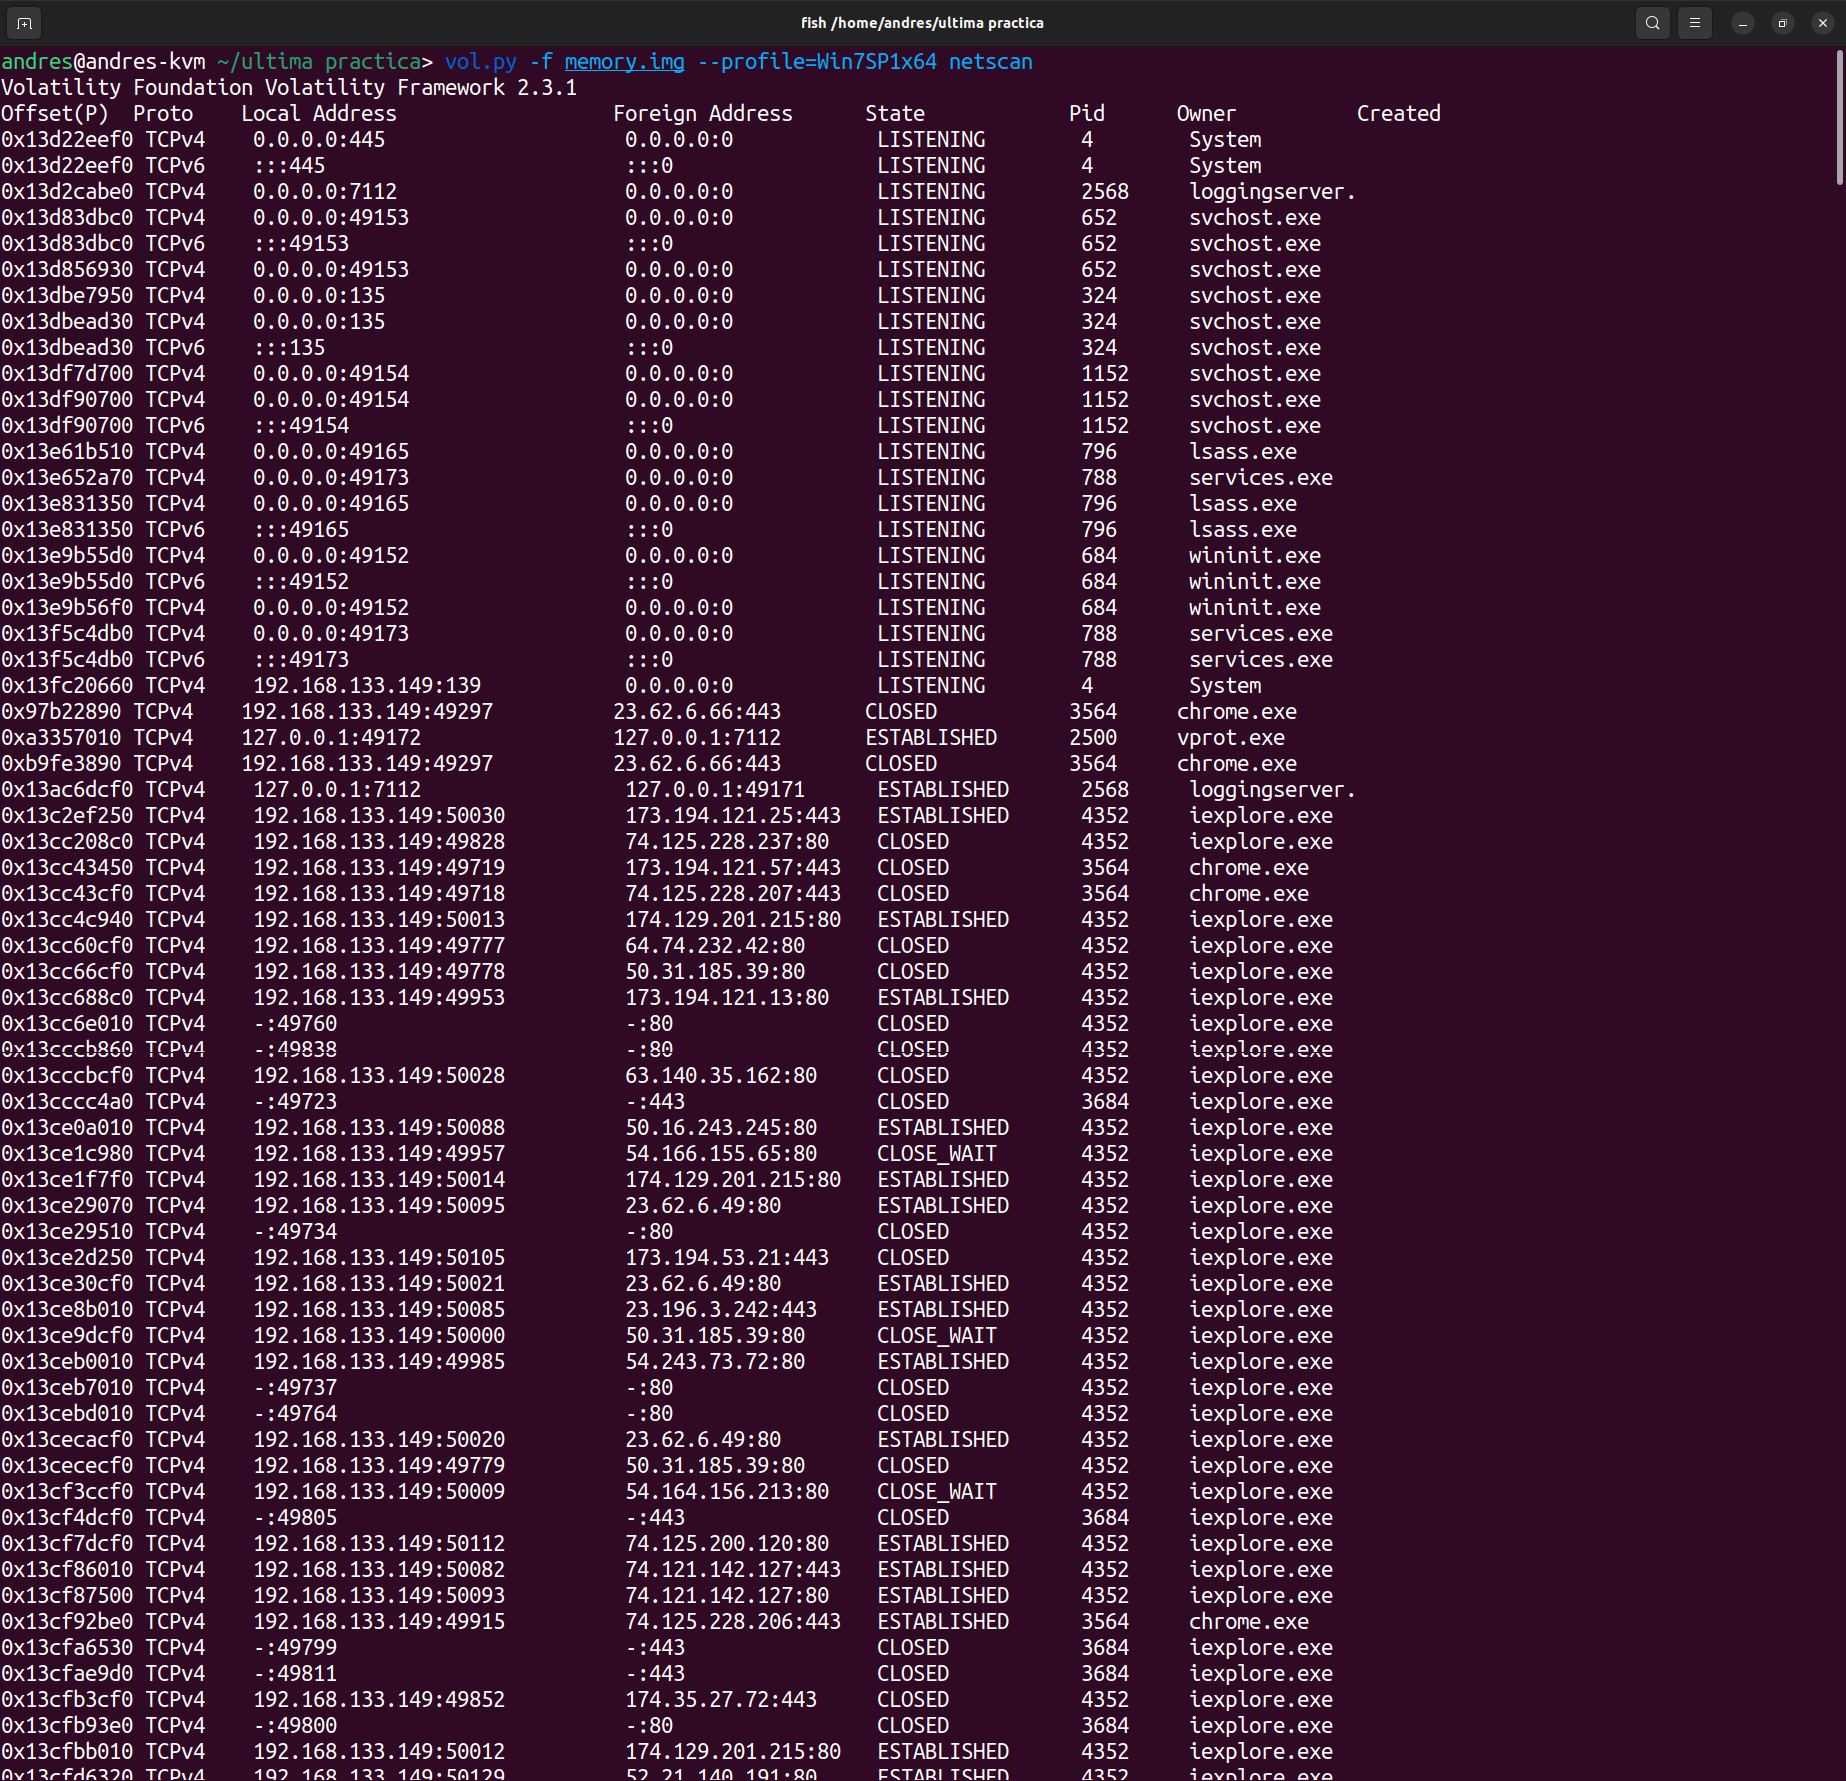 fish /home/andres/ultima practica
andres@andres-kvm ~/ultima practica> vol.py -f memory.img --profile=Win7SP1x64 netscan
Volatility Foundation Volatility Framework 2.3.1
Offset(P)  Proto    Local Address                  Foreign Address      State            Pid      Owner          Created
0x13d22eef0 TCPv4    0.0.0.0:445                    0.0.0.0:0            LISTENING        4        System
0x13d22eef0 TCPv6    :::445                         :::0                 LISTENING        4        System
0x13d2cabe0 TCPv4    0.0.0.0:7112                   0.0.0.0:0            LISTENING        2568     loggingserver.
0x13d83dbc0 TCPv4    0.0.0.0:49153                  0.0.0.0:0            LISTENING        652      svchost.exe
0x13d83dbc0 TCPv6    :::49153                       :::0                 LISTENING        652      svchost.exe
0x13d856930 TCPv4    0.0.0.0:49153                  0.0.0.0:0            LISTENING        652      svchost.exe
0x13dbe7950 TCPv4    0.0.0.0:135                    0.0.0.0:0            LISTENING        324      svchost.exe
0x13dbead30 TCPv4    0.0.0.0:135                    0.0.0.0:0            LISTENING        324      svchost.exe
0x13dbead30 TCPv6    :::135                         :::0                 LISTENING        324      svchost.exe
0x13df7d700 TCPv4    0.0.0.0:49154                  0.0.0.0:0            LISTENING        1152     svchost.exe
0x13df90700 TCPv4    0.0.0.0:49154                  0.0.0.0:0            LISTENING        1152     svchost.exe
0x13df90700 TCPv6    :::49154                       :::0                 LISTENING        1152     svchost.exe
0x13e61b510 TCPv4    0.0.0.0:49165                  0.0.0.0:0            LISTENING        796      lsass.exe
0x13e652a70 TCPv4    0.0.0.0:49173                  0.0.0.0:0            LISTENING        788      services.exe
0x13e831350 TCPv4    0.0.0.0:49165                  0.0.0.0:0            LISTENING        796      lsass.exe
0x13e831350 TCPv6    :::49165                       :::0                 LISTENING        796      lsass.exe
0x13e9b55d0 TCPv4    0.0.0.0:49152                  0.0.0.0:0            LISTENING        684      wininit.exe
0x13e9b55d0 TCPv6    :::49152                       :::0                 LISTENING        684      wininit.exe
0x13e9b56f0 TCPv4    0.0.0.0:49152                  0.0.0.0:0            LISTENING        684      wininit.exe
0x13f5c4db0 TCPv4    0.0.0.0:49173                  0.0.0.0:0            LISTENING        788      services.exe
0x13f5c4db0 TCPv6    :::49173                       :::0                 LISTENING        788      services.exe
0x13fc20660 TCPv4    192.168.133.149:139            0.0.0.0:0            LISTENING        4        System
0x97b22890 TCPv4    192.168.133.149:49297          23.62.6.66:443       CLOSED           3564     chrome.exe
0xa3357010 TCPv4    127.0.0.1:49172                127.0.0.1:7112       ESTABLISHED      2500     vprot.exe
0xb9fe3890 TCPv4    192.168.133.149:49297          23.62.6.66:443       CLOSED           3564     chrome.exe
0x13ac6dcf0 TCPv4    127.0.0.1:7112                 127.0.0.1:49171      ESTABLISHED      2568     loggingserver.
0x13c2ef250 TCPv4    192.168.133.149:50030          173.194.121.25:443   ESTABLISHED      4352     iexplore.exe
0x13cc208c0 TCPv4    192.168.133.149:49828          74.125.228.237:80    CLOSED           4352     iexplore.exe
0x13cc43450 TCPv4    192.168.133.149:49719          173.194.121.57:443   CLOSED           3564     chrome.exe
0x13cc43cf0 TCPv4    192.168.133.149:49718          74.125.228.207:443   CLOSED           3564     chrome.exe
0x13cc4c940 TCPv4    192.168.133.149:50013          174.129.201.215:80   ESTABLISHED      4352     iexplore.exe
0x13cc60cf0 TCPv4    192.168.133.149:49777          64.74.232.42:80      CLOSED           4352     iexplore.exe
0x13cc66cf0 TCPv4    192.168.133.149:49778          50.31.185.39:80      CLOSED           4352     iexplore.exe
0x13cc688c0 TCPv4    192.168.133.149:49953          173.194.121.13:80    ESTABLISHED      4352     iexplore.exe
0x13cc6e010 TCPv4    -:49760                        -:80                 CLOSED           4352     iexplore.exe
0x13cccb860 TCPv4    -:49838                        -:80                 CLOSED           4352     iexplore.exe
0x13cccbcf0 TCPv4    192.168.133.149:50028          63.140.35.162:80     CLOSED           4352     iexplore.exe
0x13cccc4a0 TCPv4    -:49723                        -:443                CLOSED           3684     iexplore.exe
0x13ce0a010 TCPv4    192.168.133.149:50088          50.16.243.245:80     ESTABLISHED      4352     iexplore.exe
0x13ce1c980 TCPv4    192.168.133.149:49957          54.166.155.65:80     CLOSE_WAIT       4352     iexplore.exe
0x13ce1f7f0 TCPv4    192.168.133.149:50014          174.129.201.215:80   ESTABLISHED      4352     iexplore.exe
0x13ce29070 TCPv4    192.168.133.149:50095          23.62.6.49:80        ESTABLISHED      4352     iexplore.exe
0x13ce29510 TCPv4    -:49734                        -:80                 CLOSED           4352     iexplore.exe
0x13ce2d250 TCPv4    192.168.133.149:50105          173.194.53.21:443    CLOSED           4352     iexplore.exe
0x13ce30cf0 TCPv4    192.168.133.149:50021          23.62.6.49:80        ESTABLISHED      4352     iexplore.exe
0x13ce8b010 TCPv4    192.168.133.149:50085          23.196.3.242:443     ESTABLISHED      4352     iexplore.exe
0x13ce9dcf0 TCPv4    192.168.133.149:50000          50.31.185.39:80      CLOSE_WAIT       4352     iexplore.exe
0x13ceb0010 TCPv4    192.168.133.149:49985          54.243.73.72:80      ESTABLISHED      4352     iexplore.exe
0x13ceb7010 TCPv4    -:49737                        -:80                 CLOSED           4352     iexplore.exe
0x13cebd010 TCPv4    -:49764                        -:80                 CLOSED           4352     iexplore.exe
0x13cecacf0 TCPv4    192.168.133.149:50020          23.62.6.49:80        ESTABLISHED      4352     iexplore.exe
0x13cececf0 TCPv4    192.168.133.149:49779          50.31.185.39:80      CLOSED           4352     iexplore.exe
0x13cf3ccf0 TCPv4    192.168.133.149:50009          54.164.156.213:80    CLOSE_WAIT       4352     iexplore.exe
0x13cf4dcf0 TCPv4    -:49805                        -:443                CLOSED           3684     iexplore.exe
0x13cf7dcf0 TCPv4    192.168.133.149:50112          74.125.200.120:80    ESTABLISHED      4352     iexplore.exe
0x13cf86010 TCPv4    192.168.133.149:50082          74.121.142.127:443   ESTABLISHED      4352     iexplore.exe
0x13cf87500 TCPv4    192.168.133.149:50093          74.121.142.127:80    ESTABLISHED      4352     iexplore.exe
0x13cf92be0 TCPv4    192.168.133.149:49915          74.125.228.206:443   ESTABLISHED      3564     chrome.exe
0x13cfa6530 TCPv4    -:49799                        -:443                CLOSED           3684     iexplore.exe
0x13cfae9d0 TCPv4    -:49811                        -:443                CLOSED           3684     iexplore.exe
0x13cfb3cf0 TCPv4    192.168.133.149:49852          174.35.27.72:443     CLOSED           4352     iexplore.exe
0x13cfb93e0 TCPv4    -:49800                        -:80                 CLOSED           3684     iexplore.exe
0x13cfbb010 TCPv4    192.168.133.149:50012          174.129.201.215:80   ESTABLISHED      4352     iexplore.exe
0x13cfd6320 TCPv4    192.168.133.149:50129          52.21.140.191:80     ESTABLISHED      4352     iexplore.exe